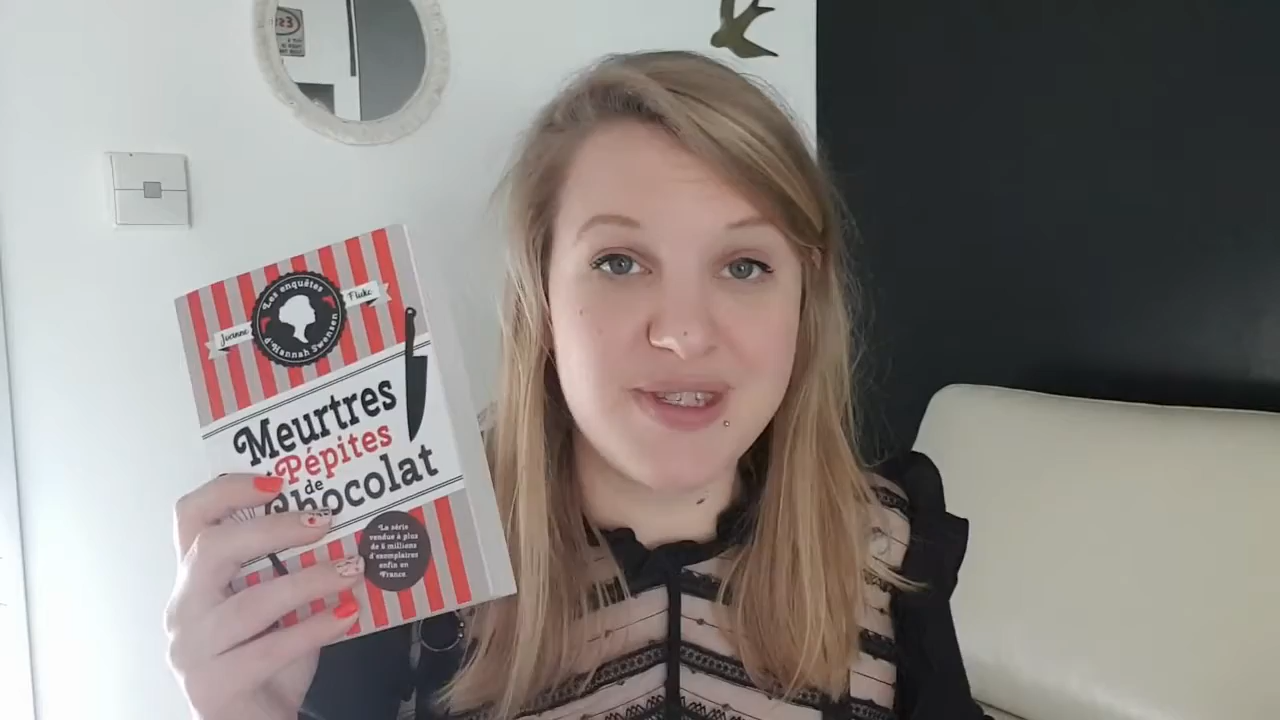 Les enquêtes
Joanne Fluke
d'Hannah Swensen
Meurtres
Pépites
de
Chocolat
La série
vendue à plus
de 5 millions
d'exemplaires
enfin en
France